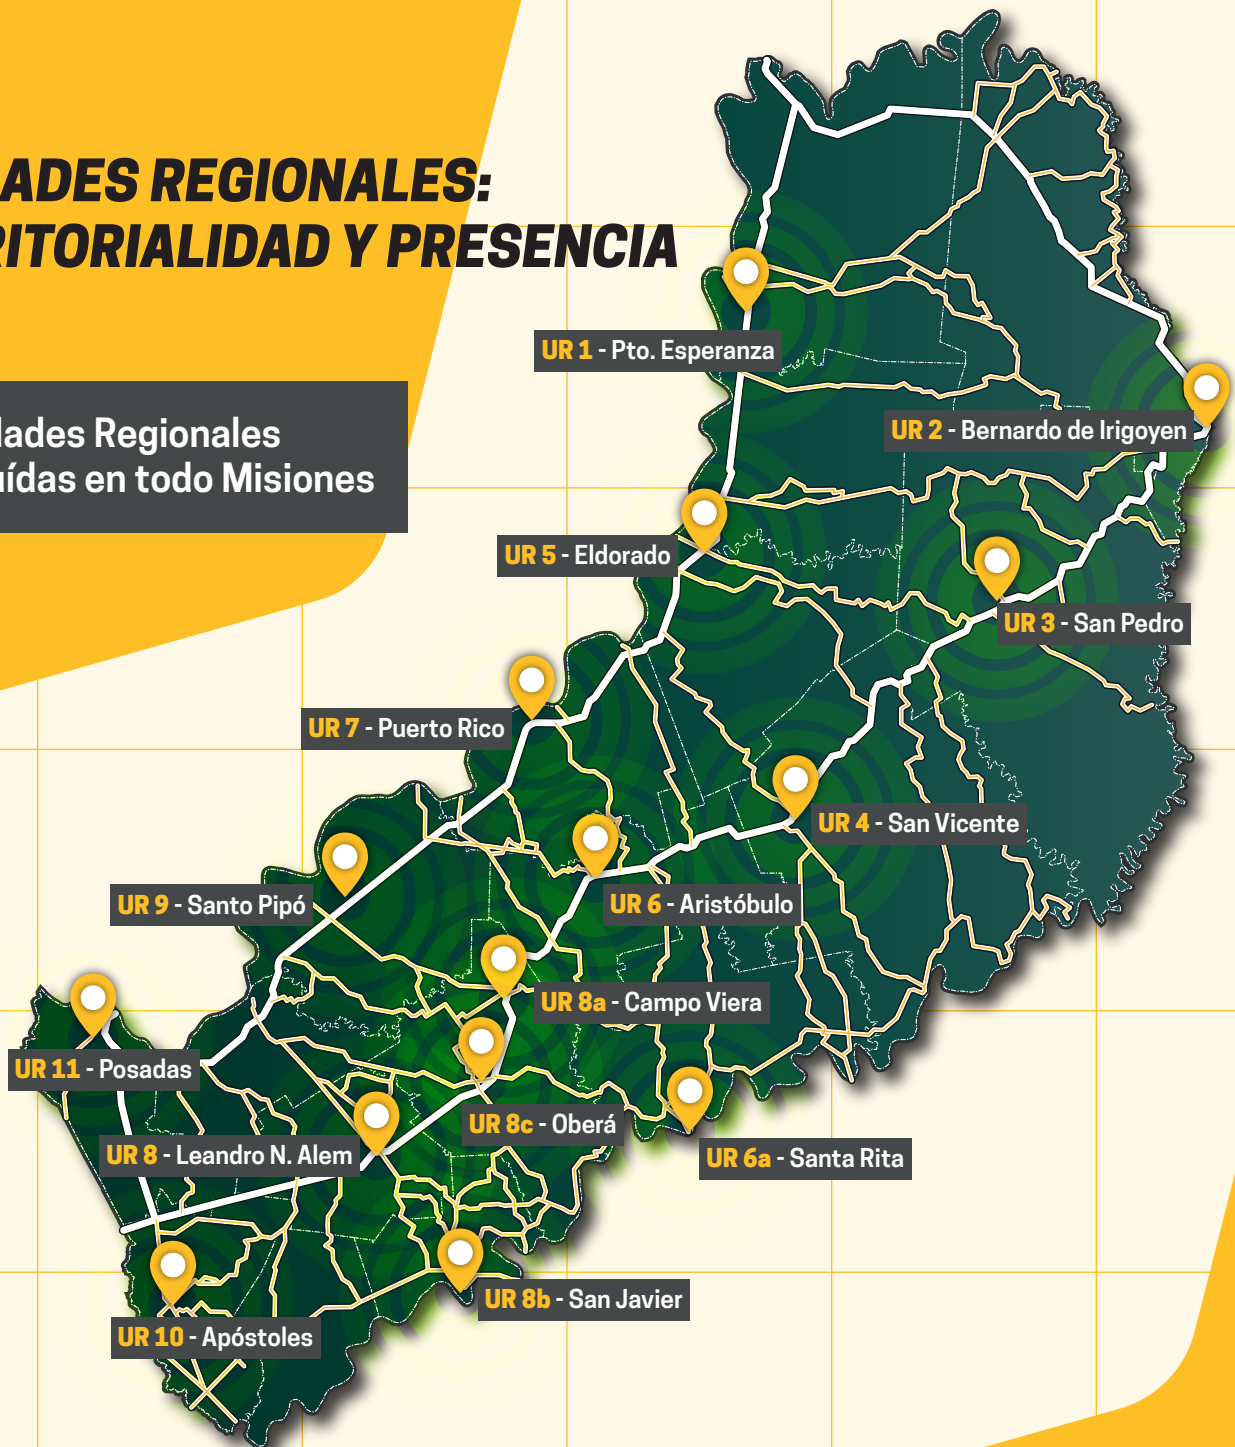 ADES REGIONALES:
RITORIALIDAD Y PRESENCIA
dades Regionales
uídas en todo Misiones
UR 1 - Pto. Esperanza
UR 2 - Bernardo de Irigoyen
UR 5 - Eldorado
UR 3 - San Pedro
UR 7 - Puerto Rico
UR 4 - San Vicente
UR 9 - Santo Pipó
UR 6 - Aristóbulo
UR 8a - Campo Viera
UR 11 - Posadas
UR 8c - Oberá
UR 8 - Leandro N. Alem
UR 6a - Santa Rita
UR 8b - San Javier
UR 10 - Apóstoles